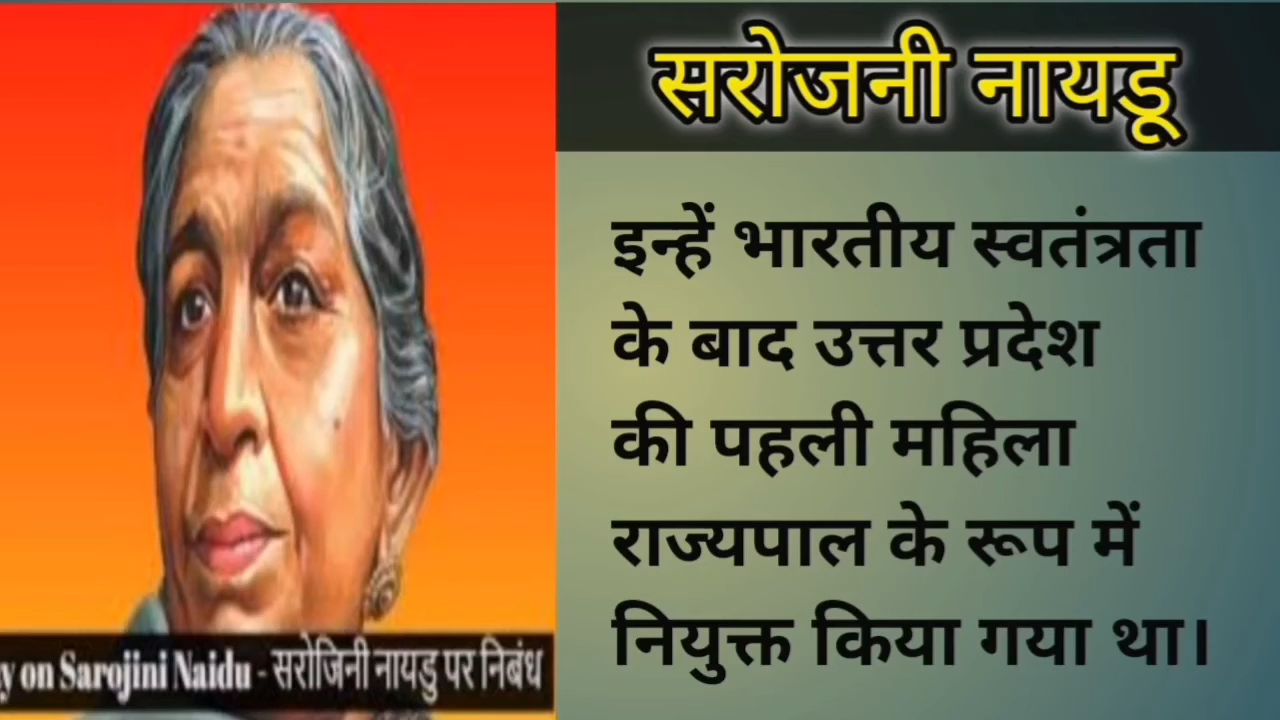 सरोजनी नायडू
इन्हें भारतीय स्वतंत्रता
के बाद उत्तर प्रदेश
की पहली महिला
राज्यपाल के रूप में
नियुक्त किया गया था।
y on Sarojini Naidu - सरोजिनी नायडु पर निबंध